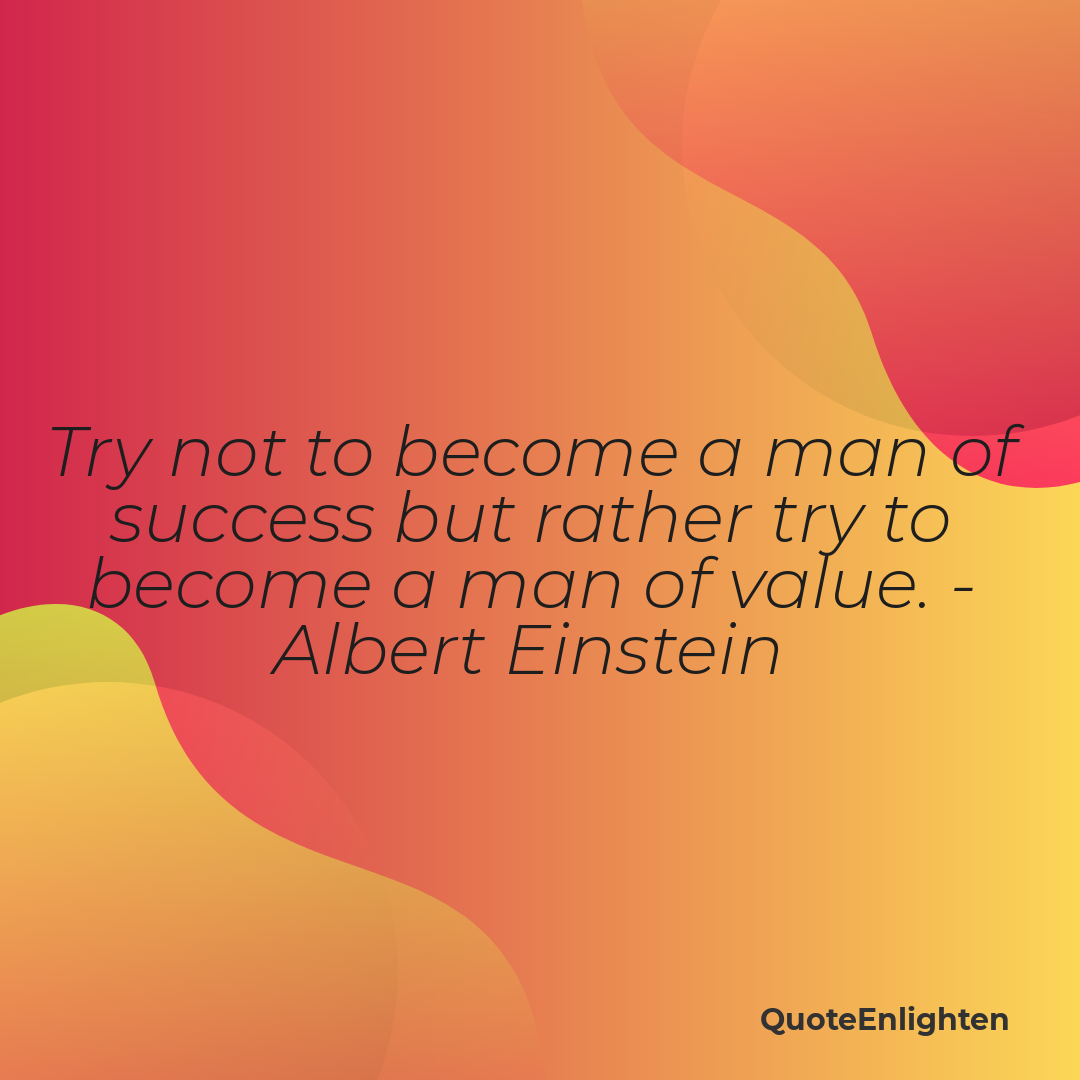 Try not to become a man of
success but rather try to
become a man of value. -
Albert Einstein
QuoteEnlighten